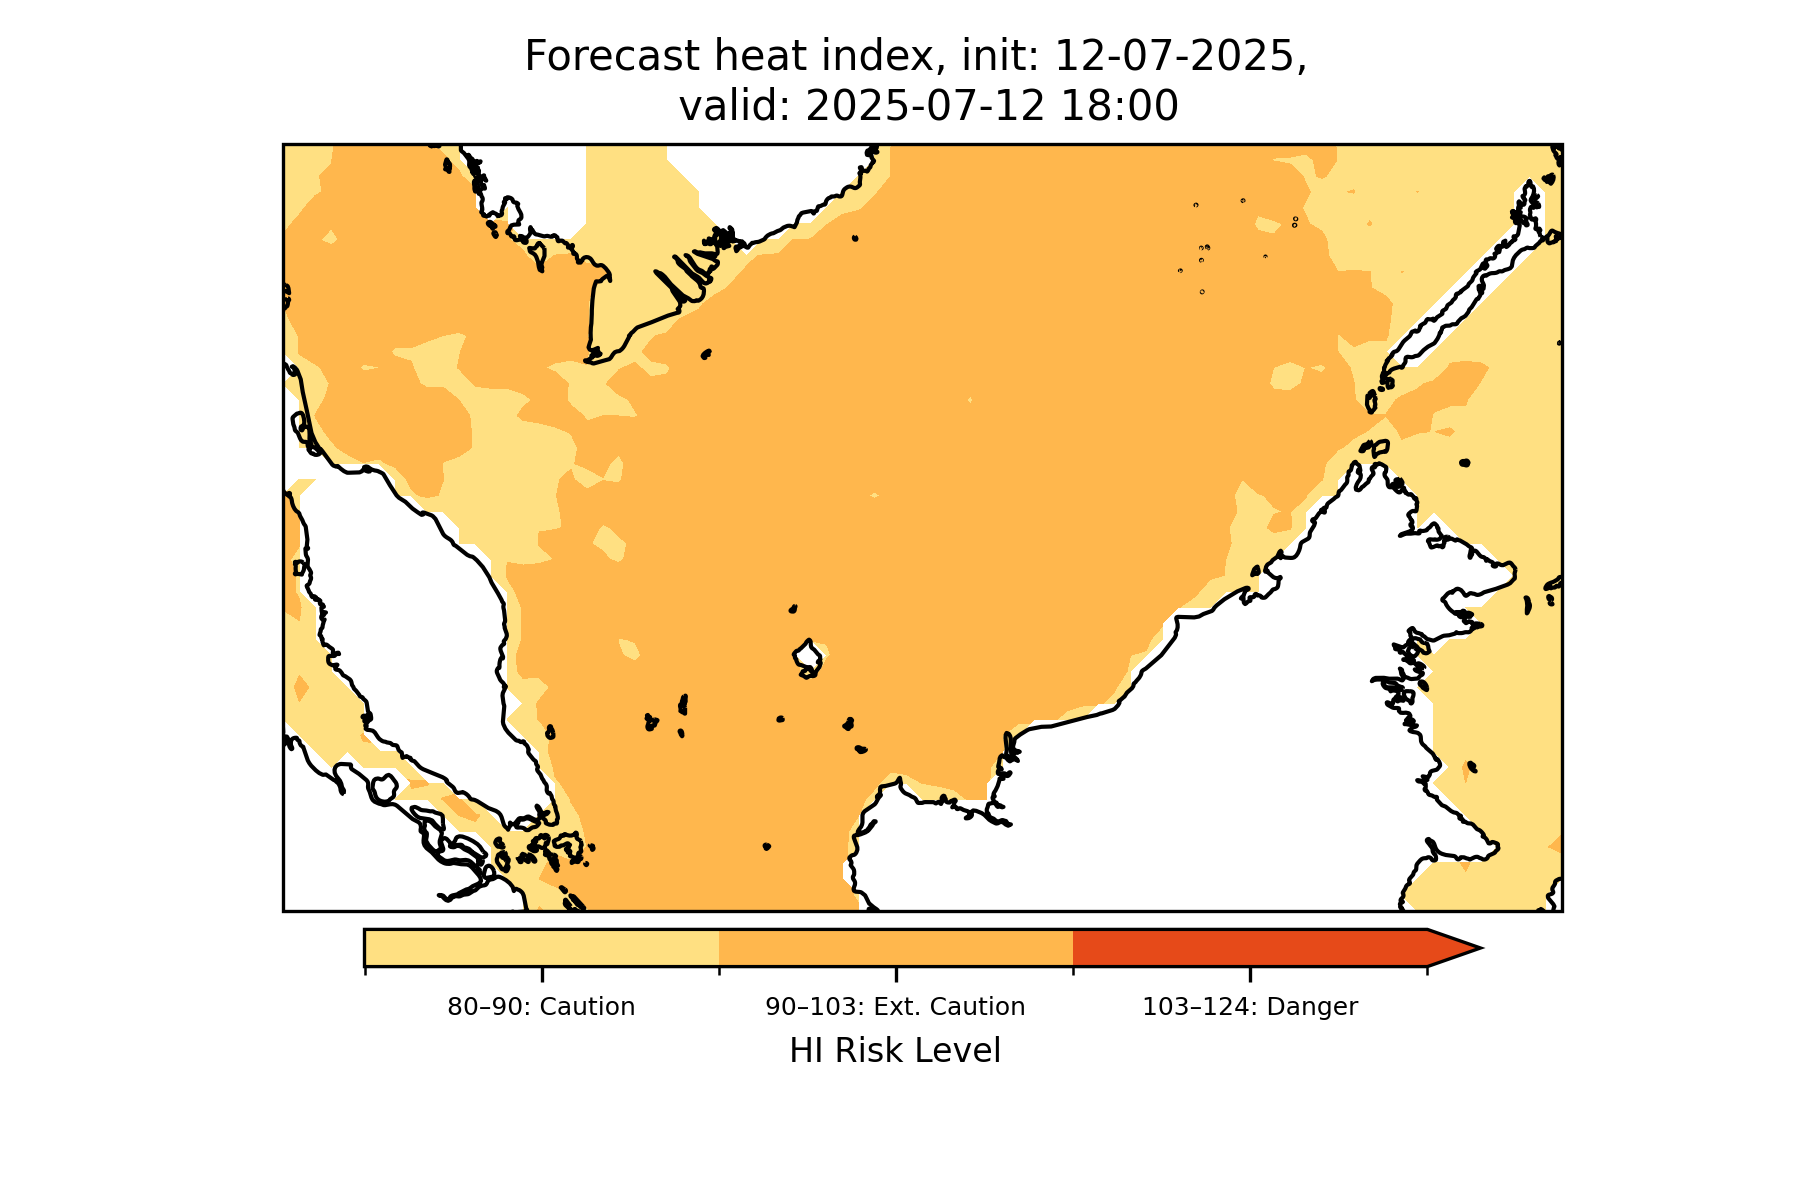 Forecast heat index, init: 12-07-2025,
valid: 2025-07-12 18:00
80–90: Caution
90–103: Ext. Caution
103–124: Danger
HI Risk Level